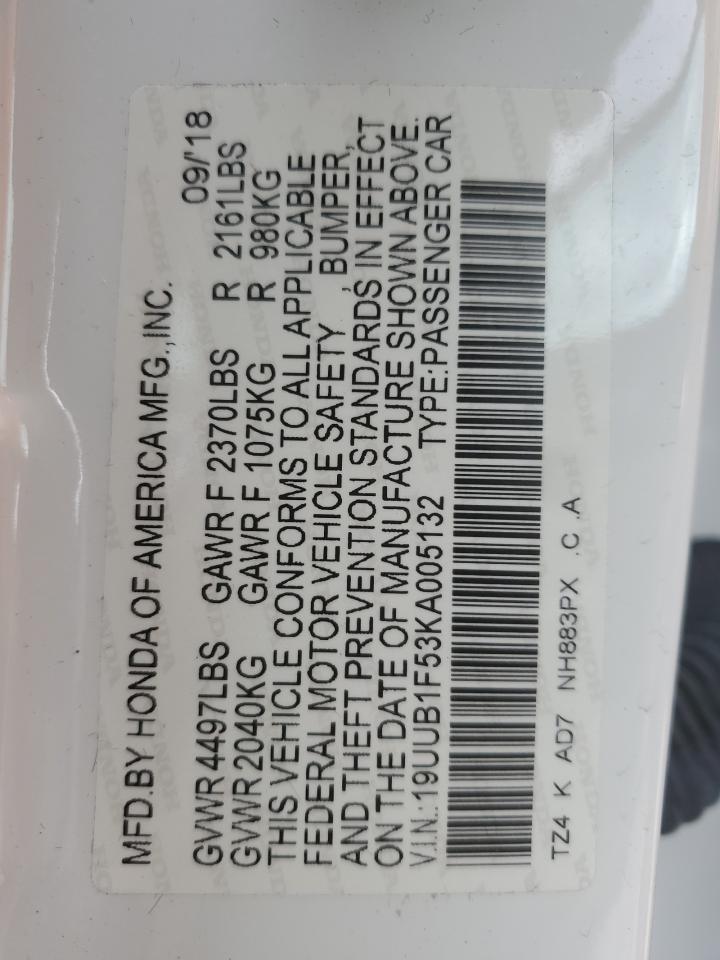 MFD.BY HONDA OF AMERICA MFG.,INC. 09/'18
GVWR 4497LBS GAWR F 2370LBS R 2161LBS
GVWR 2040KG GAWR F 1075KG R 980KG
THIS VEHICLE CONFORMS TO ALL APPLICABLE
FEDERAL MOTOR VEHICLE SAFETY , BUMPER,
AND THEFT PREVENTION STANDARDS IN EFFECT
ON THE DATE OF MANUFACTURE SHOWN ABOVE.
V.I.N.:19UUB1F53KA005132 TYPE:PASSENGER CAR
TZ4 K AD7 NH883PX .C .A